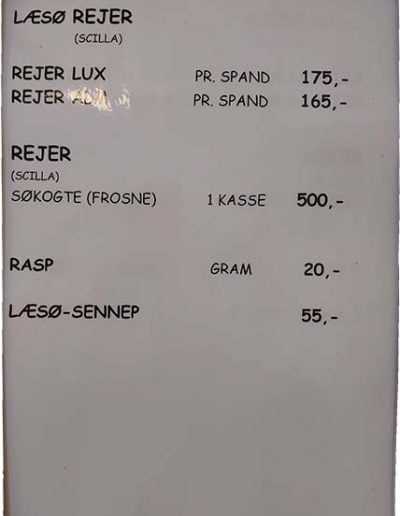 LÆSØ REJER
(SCILLA)
REJER LUX PR. SPAND 175,-
REJER PR. SPAND 165,-
REJER
(SCILLA)
SØKOGTE (FROSNE) 1 KASSE 500,-
RASP GRAM 20,-
LÆSØ-SENNEP 55,-